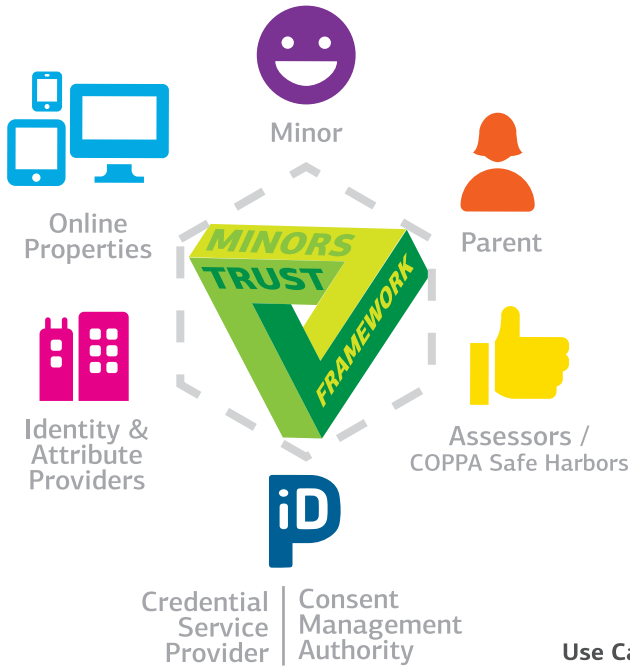 Minor
Online
Properties
Parent
MINORS
TRUST
FRAMEWORK
Identity &
Attribute
Providers
Assessors /
COPPA Safe Harbors
iD
P
Credential
Service
Provider
Consent
Management
Authority
Use Ca